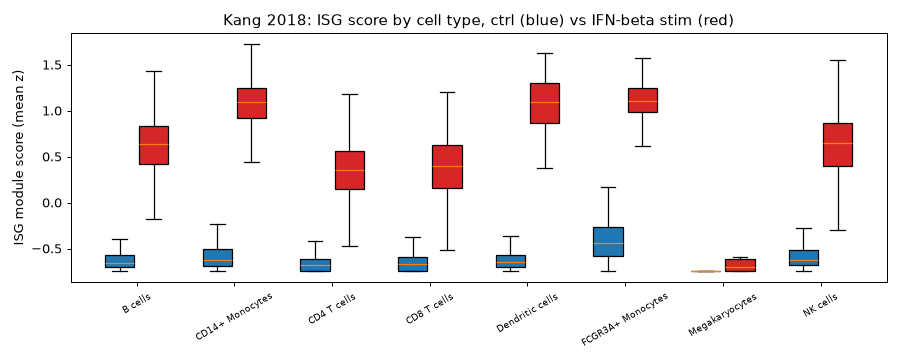 Kang 2018: ISG score by cell type, ctrl (blue) vs IFN-beta stim (red)
ISG module score (mean z)
1.5
1.0
0.5
0.0
−0.5
B cells
CD14+ Monocytes
CD4 T cells
CD8 T cells
Dendritic cells
FCGR3A+ Monocytes
Megakaryocytes
NK cells